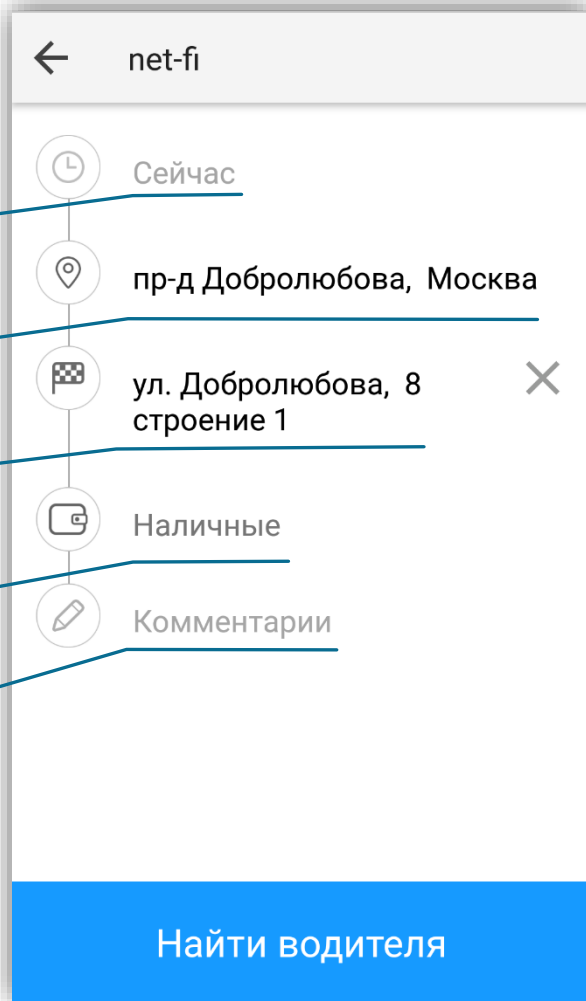 net-fi
Сейчас
пр-д Добролюбова, Москва
ул. Добролюбова, 8
строение 1
Наличные
Комментарии
Найти водителя